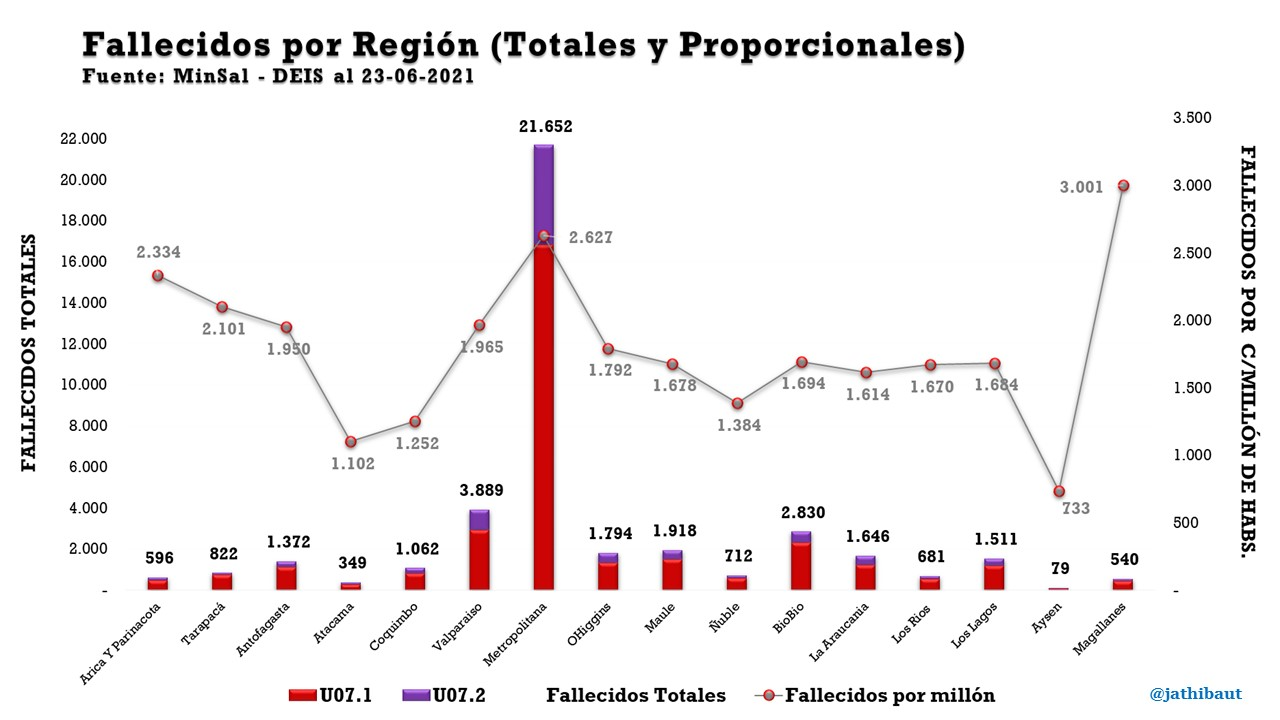 Fallecidos por Región (Totales y Proporcionales)
Fuente: MinSal - DEIS al 23-06-2021
FALLECIDOS TOTALES
22.000
20.000
18.000
16.000
14.000
12.000
10.000
8.000
6.000
4.000
2.000
-
21.652
2.334
2.101
1.950
1.102
1.252
1.965
2.627
1.792
1.678
1.384
1.694
1.614
1.670
1.684
733
3.001
596
822
1.372
349
1.062
3.889
1.794
1.918
712
2.830
1.646
681
1.511
79
540
3.500
3.000
2.500
2.000
1.500
1.000
500
-
FALLECIDOS POR C/MILLÓN DE HABS.
Arica Y Parinacota
Tarapacá
Antofagasta
Atacama
Coquimbo
Valparaiso
Metropolitana
OHiggins
Maule
Ñuble
BioBio
La Araucania
Los Rios
Los Lagos
Aysen
Magallanes
U07.1 U07.2 Fallecidos Totales Fallecidos por millón
@jathibaut